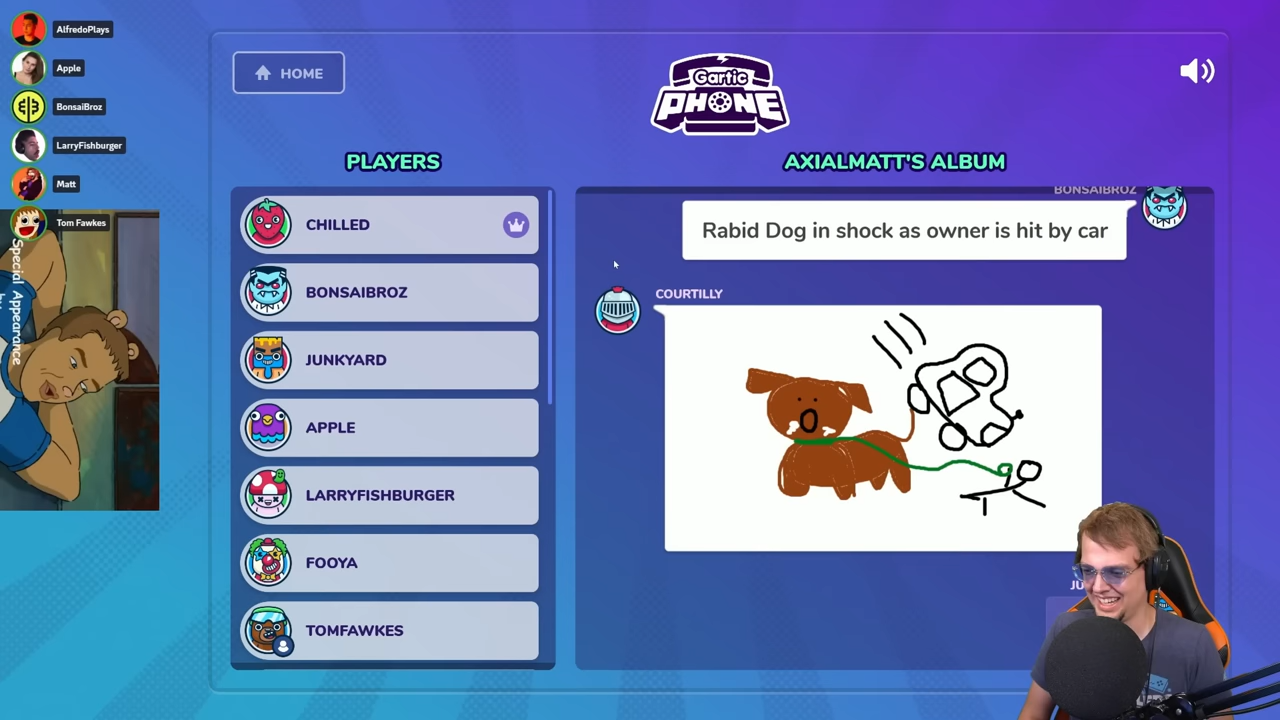 AlfredoPlays
Apple
BonsaiBroz
LarryFishburger
Matt
Tom Fawkes
Special Appearance
HOME
Gartic
PHONE
PLAYERS
CHILLED
BONSAIBROZ
JUNKYARD
APPLE
LARRYFISHBURGER
FOOYA
TOMFAWKES
AXIALMATT'S ALBUM
BONSAIBROZ
Rabid Dog in shock as owner is hit by car
COURTILLY